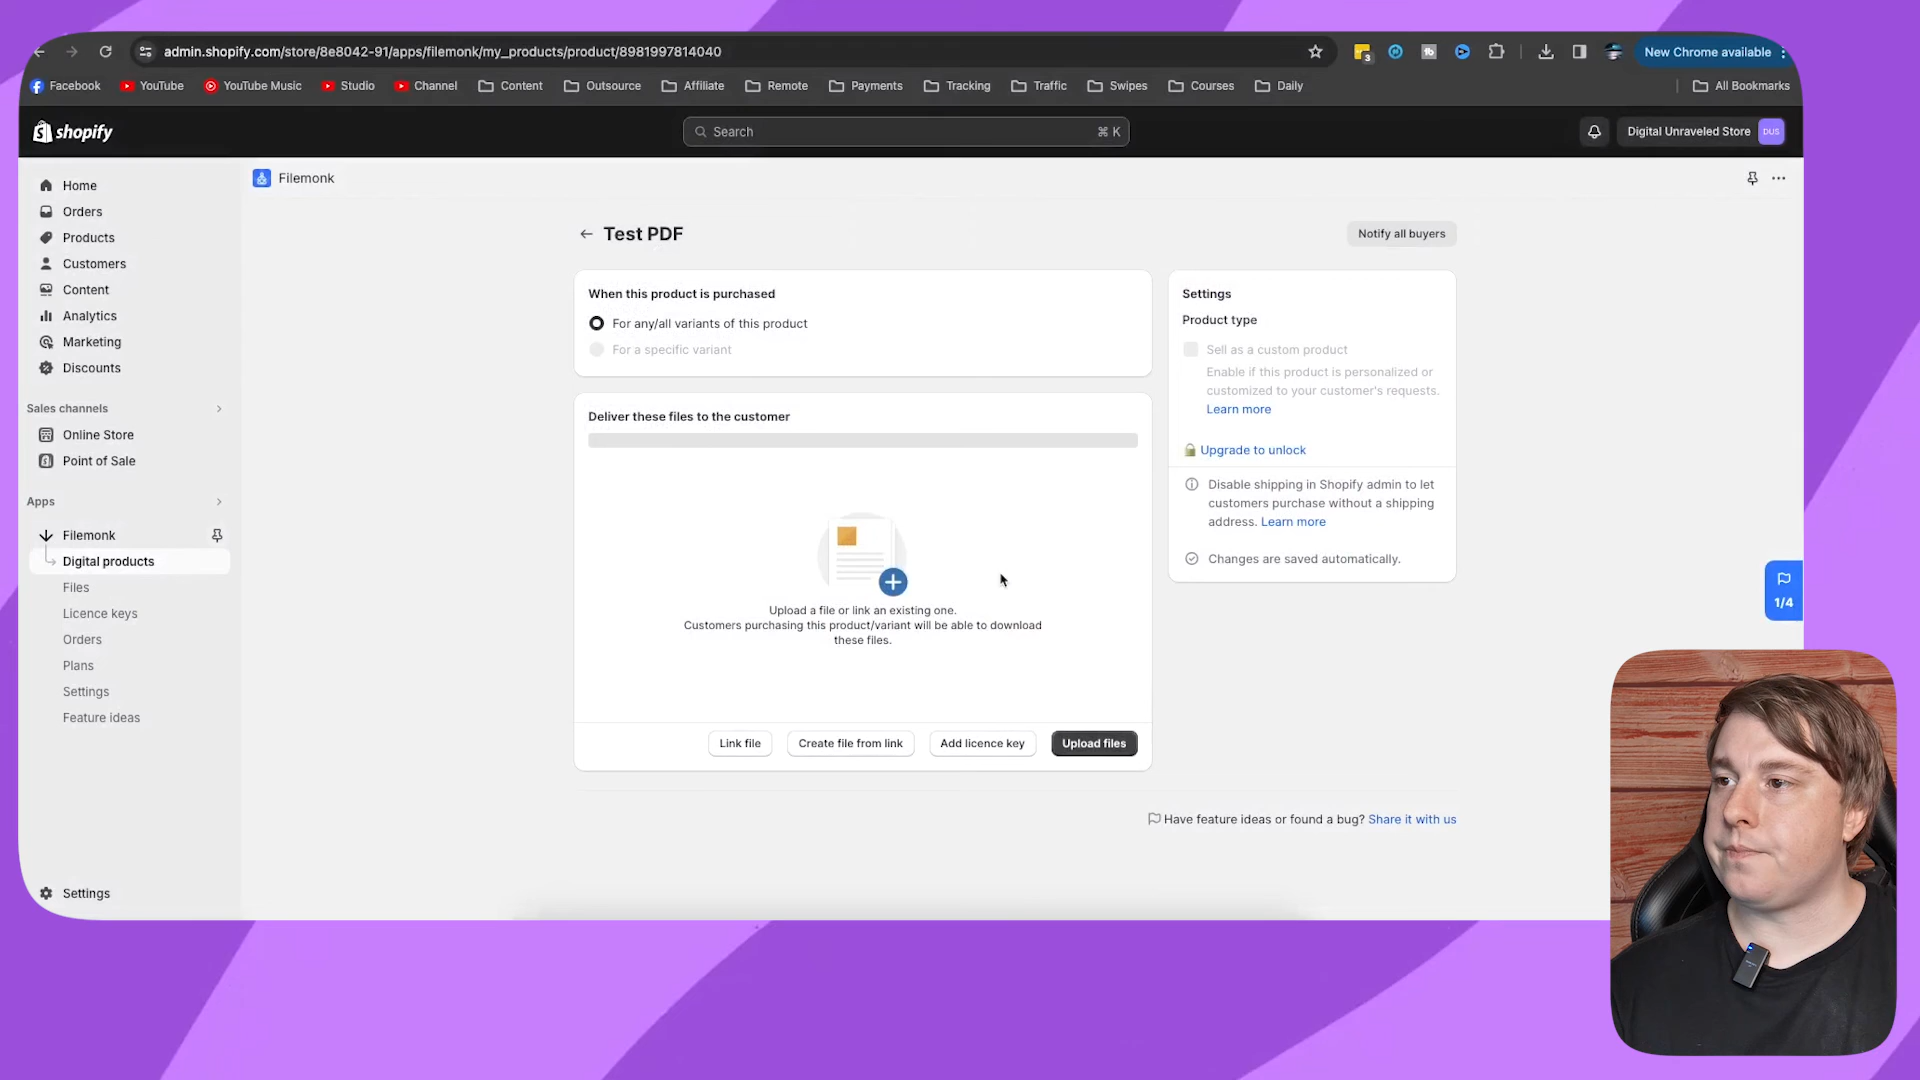 admin.shopify.com/store/8e8042-91/apps/filemonk/my_products/product/8981997814040
3
New Chrome available
Facebook YouTube YouTube Music Studio Channel Content Outsource Affiliate Remote Payments Tracking Traffic Swipes Courses Daily All Bookmarks
shopify
Search ⌘ K
Digital Unraveled Store DUS
Home
Orders
Products
Customers
Content
Analytics
Marketing
Discounts
Sales channels
Online Store
Point of Sale
Apps
Filemonk
Digital products
Files
Licence keys
Orders
Plans
Settings
Feature ideas
Settings
Filemonk
Test PDF
Notify all buyers
When this product is purchased
For any/all variants of this product
For a specific variant
Deliver these files to the customer
Upload a file or link an existing one.
Customers purchasing this product/variant will be able to download
these files.
Link file
Create file from link
Add licence key
Upload files
Settings
Product type
Sell as a custom product
Enable if this product is personalized or
customized to your customer's requests.
Learn more
Upgrade to unlock
Disable shipping in Shopify admin to let
customers purchase without a shipping
address. Learn more
Changes are saved automatically.
1/4
Have feature ideas or found a bug? Share it with us